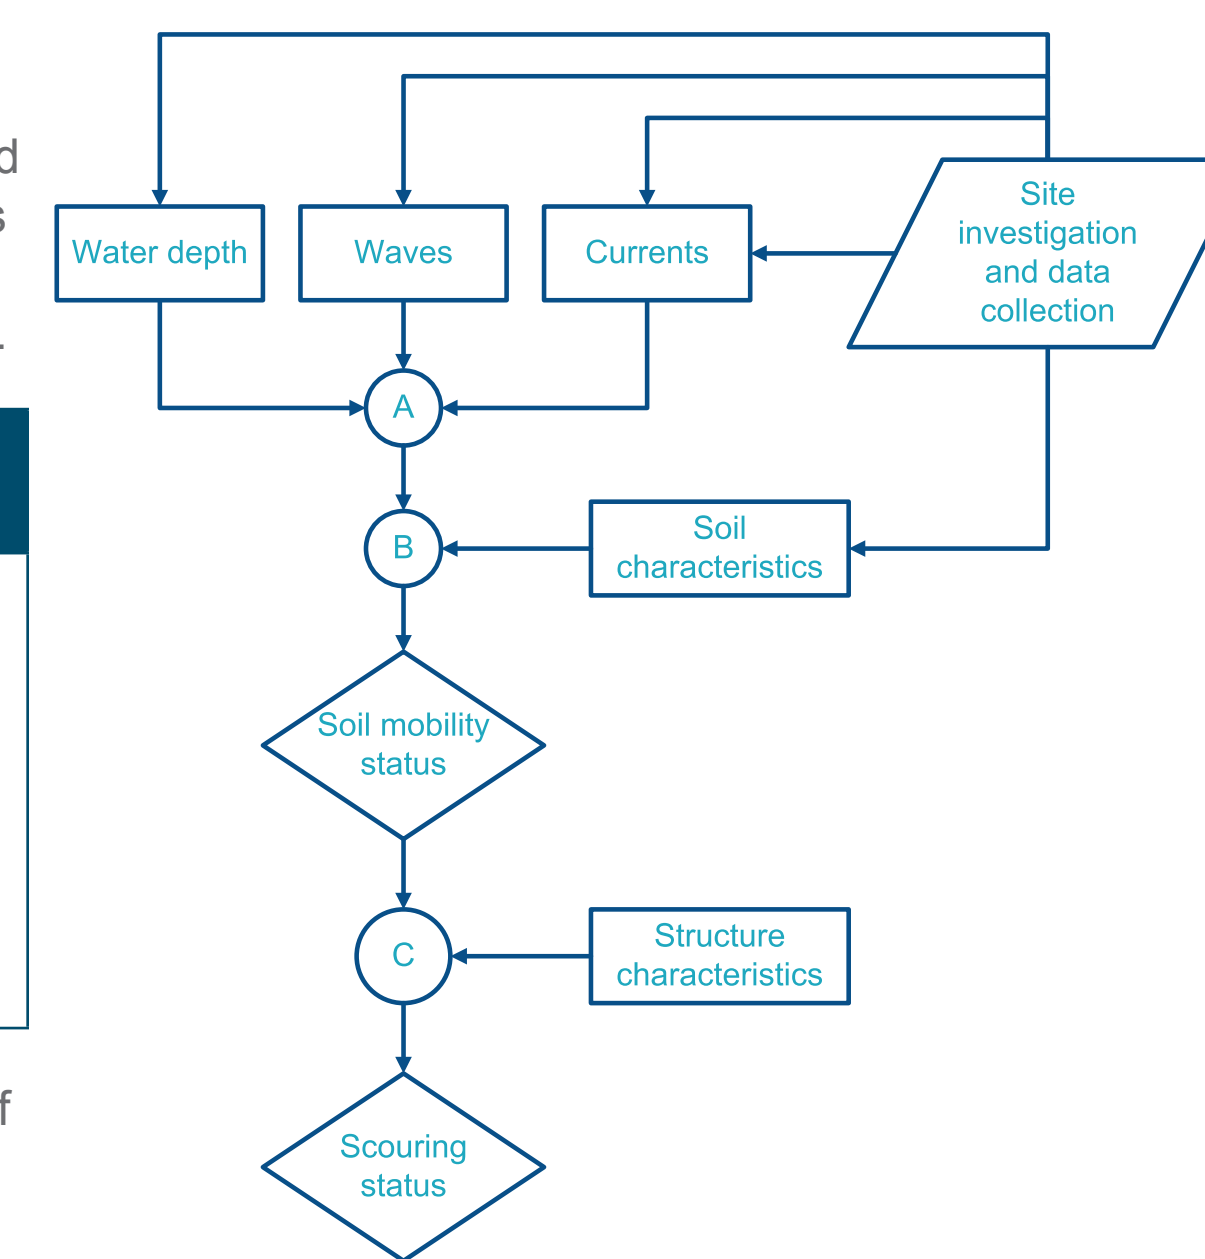 Site
investigation
and data
collection
Water depth
Waves
Currents
A
B
Soil
characteristics
Soil mobility
status
C
Structure
characteristics
Scouring
status